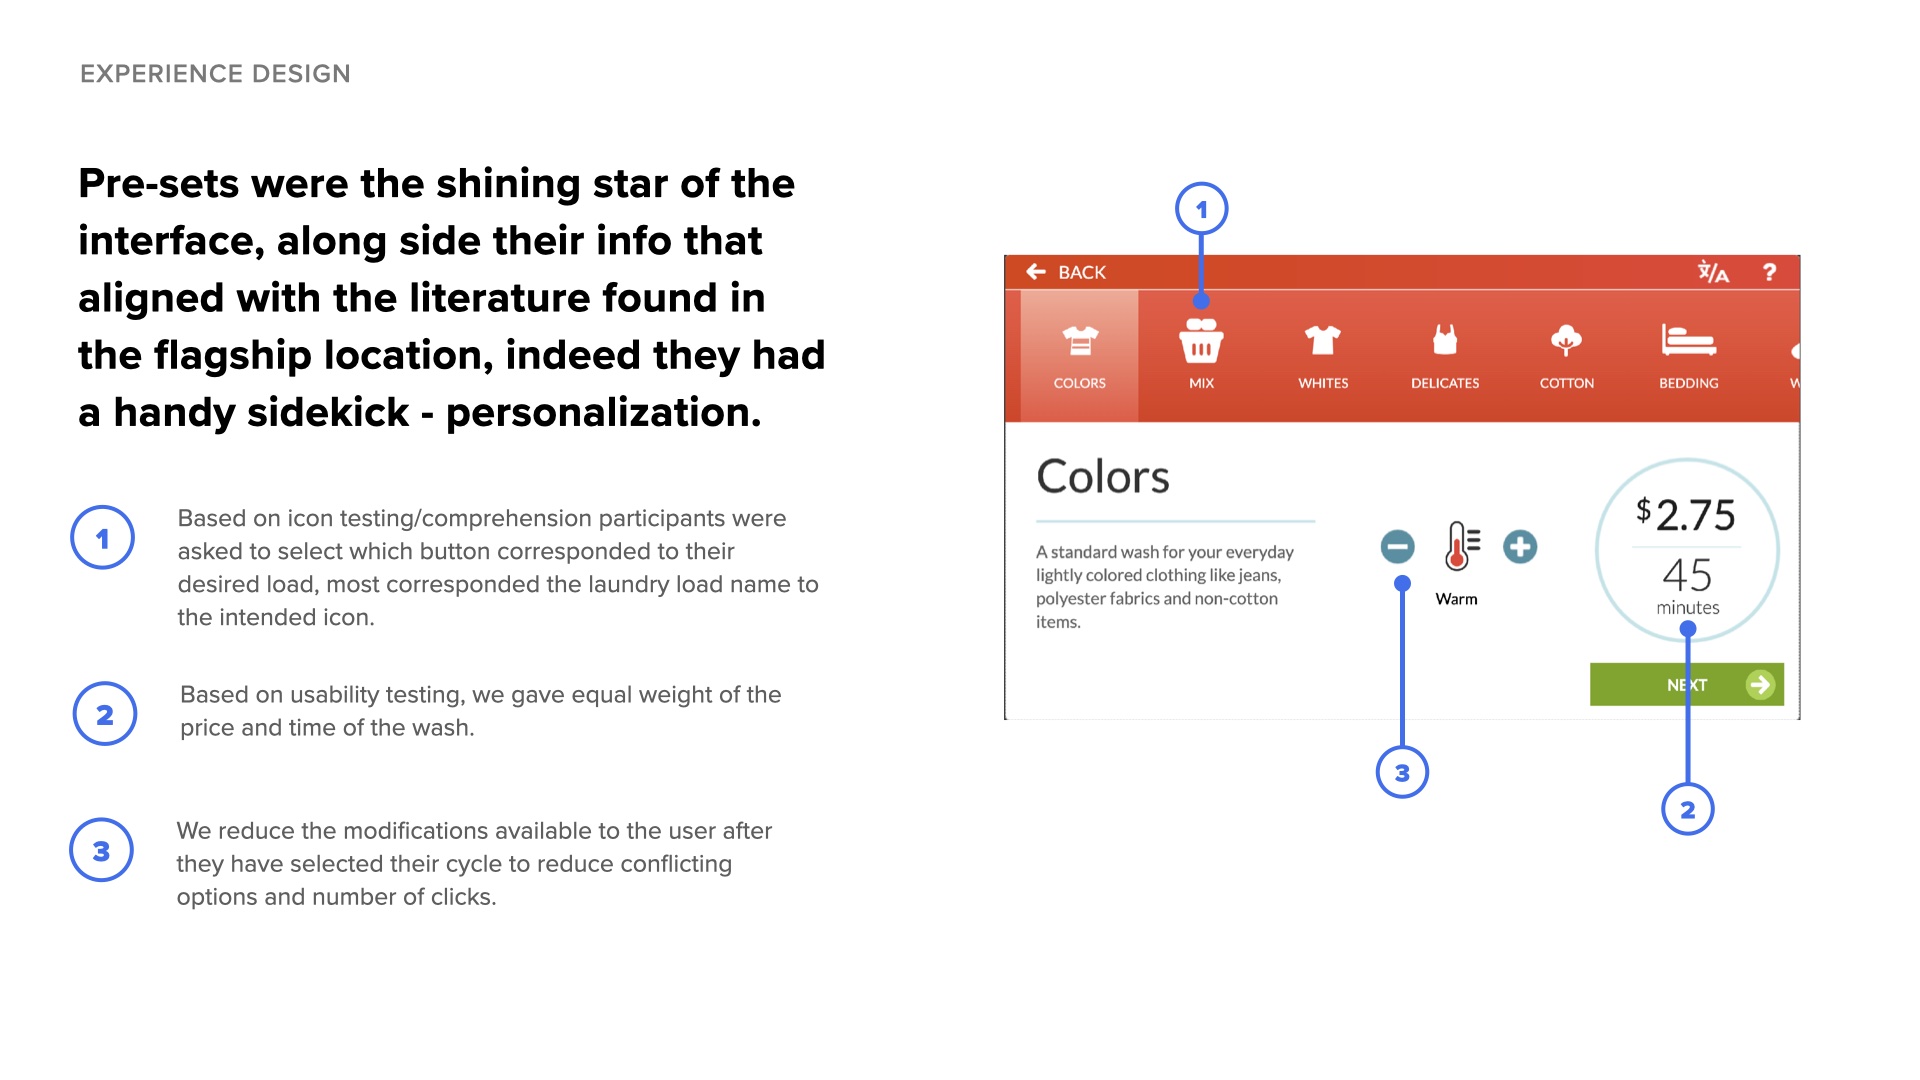 EXPERIENCE DESIGN
Pre-sets were the shining star of the
interface, along side their info that
aligned with the literature found in
the flagship location, indeed they had
a handy sidekick - personalization.
1
Based on icon testing/comprehension participants were
asked to select which button corresponded to their
desired load, most corresponded the laundry load name to
the intended icon.
2
Based on usability testing, we gave equal weight of the
price and time of the wash.
3
We reduce the modifications available to the user after
they have selected their cycle to reduce conflicting
options and number of clicks.
1
BACK
文/A ?
COLORS MIX WHITES DELICATES COTTON BEDDING W
Colors
A standard wash for your everyday
lightly colored clothing like jeans,
polyester fabrics and non-cotton
items.
Warm
$2.75
45
minutes
NEXT
3
2